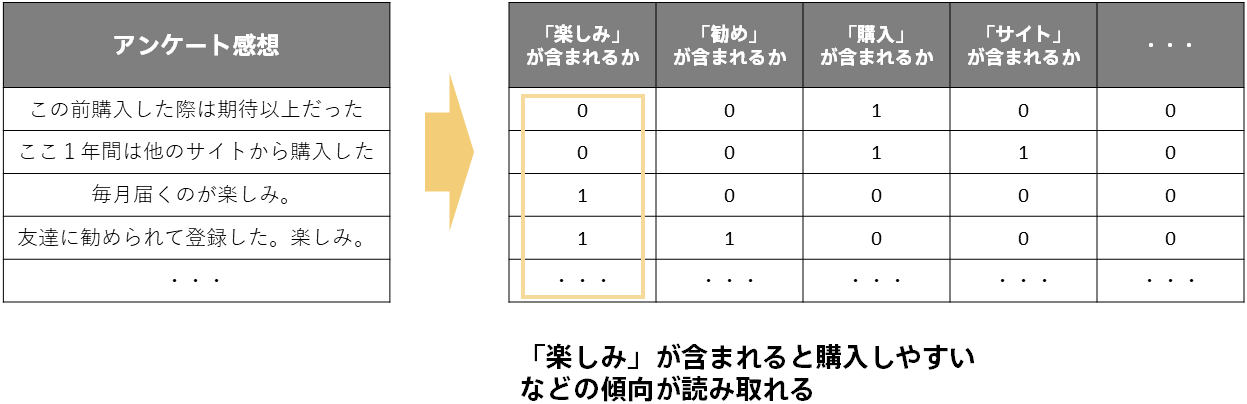 アンケート感想
この前購入した際は期待以上だった
ここ１年間は他のサイトから購入した
毎月届くのが楽しみ。
友達に勧められて登録した。楽しみ。
・・・
「楽しみ」 「勧め」 「購入」 「サイト」 ・・・
が含まれるか が含まれるか が含まれるか が含まれるか
0 0 1 0 0
0 0 1 1 0
1 0 0 0 0
1 1 0 0 0
・・・ ・・・ ・・・ ・・・ ・・・
「楽しみ」が含まれると購入しやすい
などの傾向が読み取れる